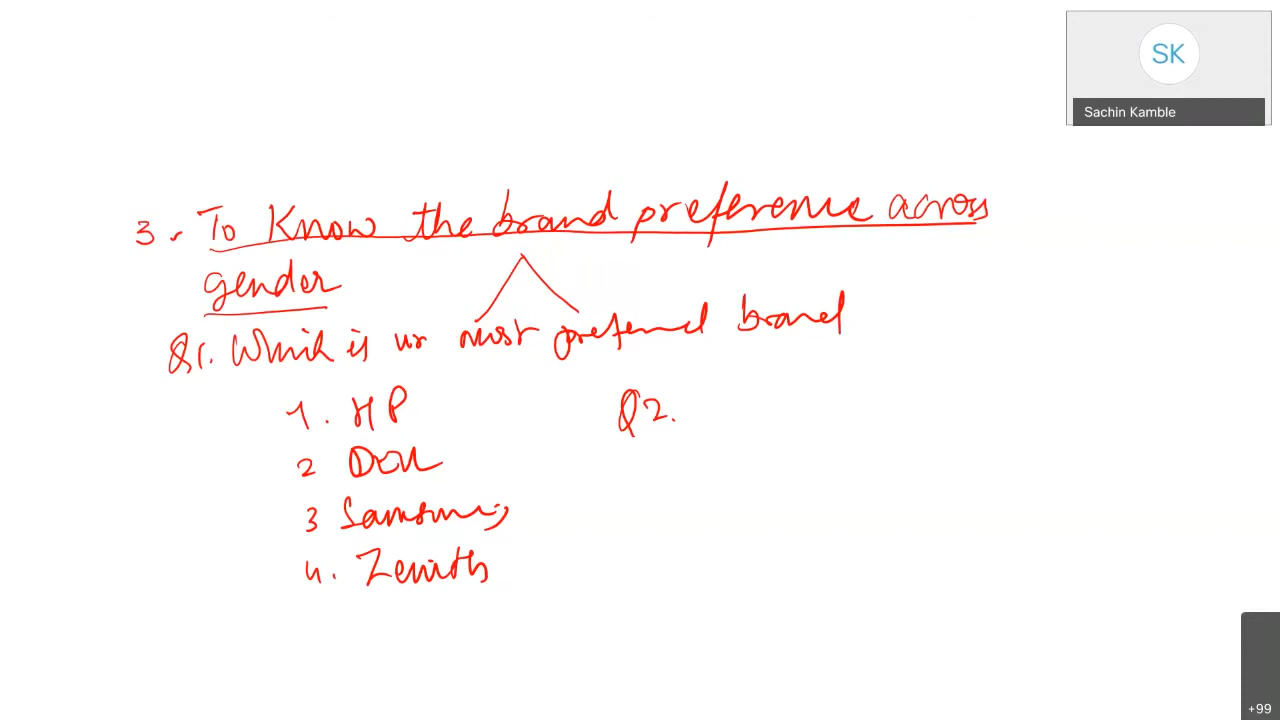 SK
Sachin Kamble
3. To Know the brand preference across
gender
Q1. Which is ur most preferred brand
1. HP
Q2.
2 Dell
3 Samsung
4. Zenith
+99